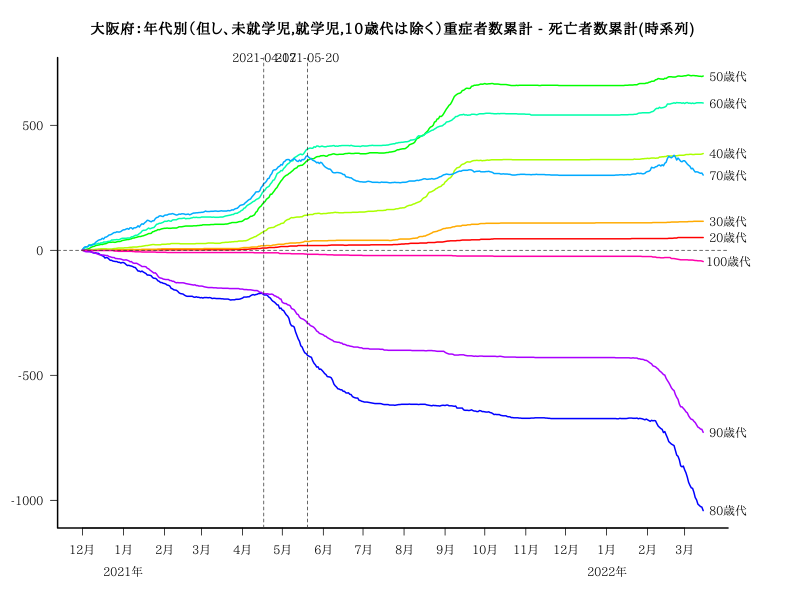 大阪府：年代別（但し、未就学児,就学児,10歳代は除く）重症者数累計 - 死亡者数累計(時系列)
2021-04-17
2021-05-20
50歳代
60歳代
500
40歳代
70歳代
30歳代
20歳代
0
100歳代
-500
90歳代
-1000
80歳代
12月 1月 2月 3月 4月 5月 6月 7月 8月 9月 10月 11月 12月 1月 2月 3月
2021年 2022年